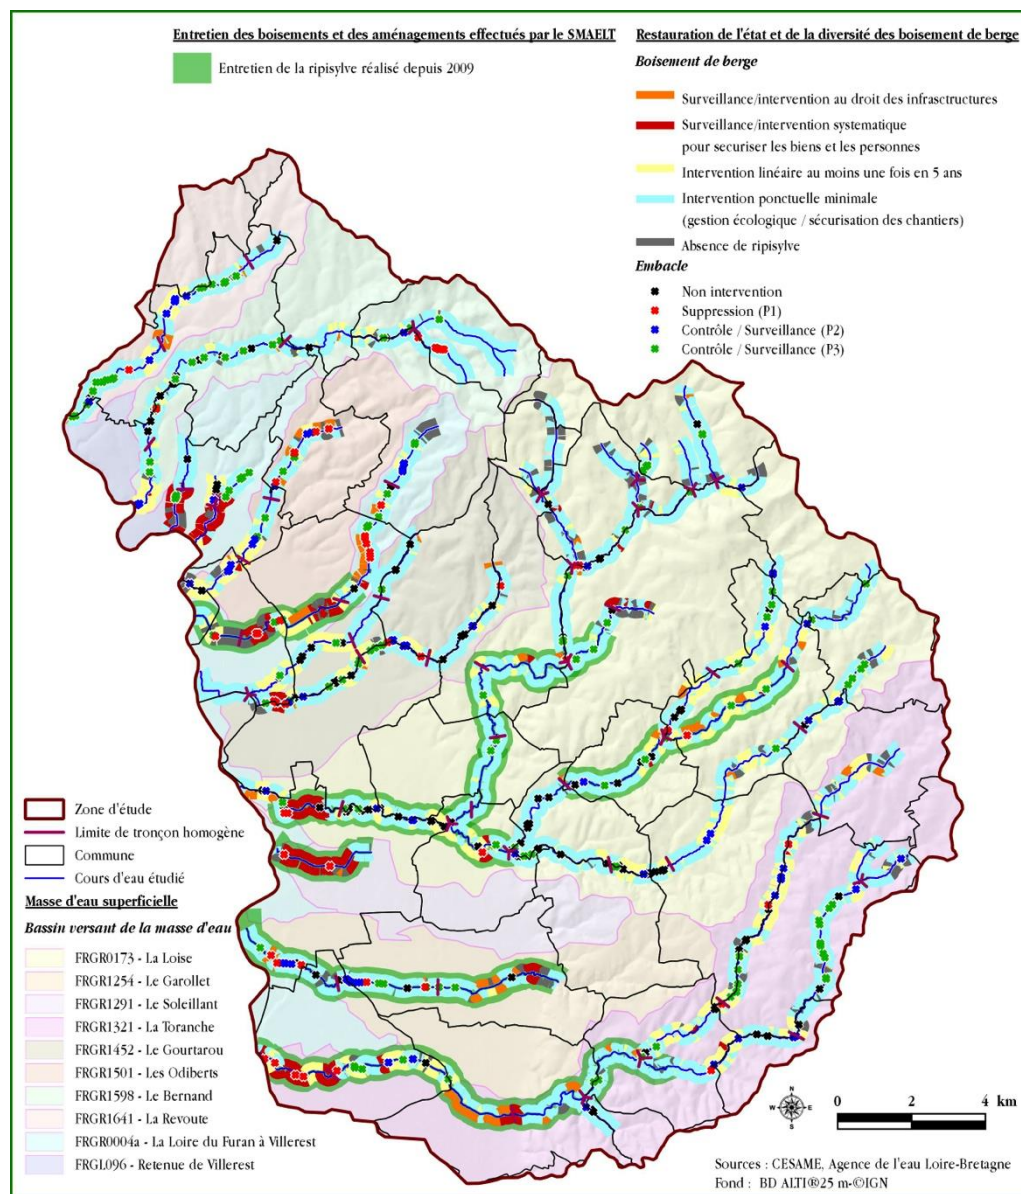 Entretien des boisements et des aménagements effectués par le SMAELT
Entretien de la ripisylve réalisé depuis 2009
Restauration de l'état et de la diversité des boisement de berge
Boisement de berge
Surveillance/intervention au droit des infrasctructures
Surveillance/intervention systematique
pour securiser les biens et les personnes
Intervention linéaire au moins une fois en 5 ans
Intervention ponctuelle minimale
(gestion écologique / sécurisation des chantiers)
Absence de ripisylve
Embacle
Non intervention
Suppression (P1)
Contrôle / Surveillance (P2)
Contrôle / Surveillance (P3)
Zone d'étude
Limite de tronçon homogène
Commune
Cours d'eau étudié
Masse d'eau superficielle
Bassin versant de la masse d'eau
FRGR0173 - La Loise
FRGR1254 - Le Garollet
FRGR1291 - Le Soleillant
FRGR1321 - La Toranche
FRGR1452 - Le Gourtarou
FRGR1501 - Les Odiberts
FRGR1598 - Le Bernand
FRGR1641 - La Revoute
FRGR0004a - La Loire du Furan à Villerest
FRGL096 - Retenue de Villerest
N
W E
S
0 2 4 km
Sources : CESAME, Agence de l'eau Loire-Bretagne
Fond : BD ALTI®25 m-©IGN